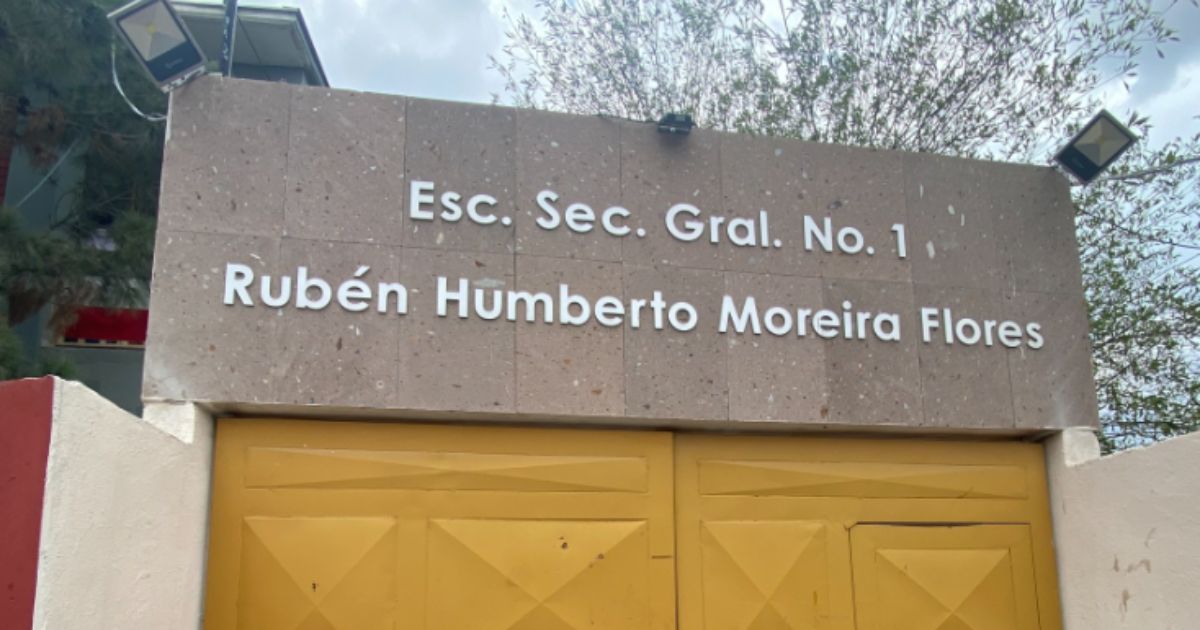 Esc. Sec. Gral. No. 1
Rubén Humberto Moreira Flores